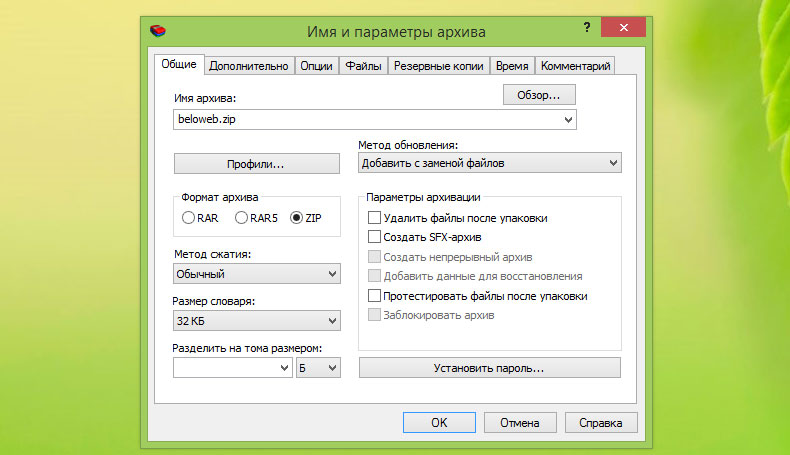 Имя и параметры архива
?
Общие Дополнительно Опции Файлы Резервные копии Время Комментарий
Имя архива:
Обзор...
beloweb.zip
Профили...
Метод обновления:
Добавить с заменой файлов
Формат архива
RAR RAR5 ZIP
Метод сжатия:
Обычный
Размер словаря:
32 КБ
Разделить на тома размером:
Б
Параметры архивации
Удалить файлы после упаковки
Создать SFX-архив
Создать непрерывный архив
Добавить данные для восстановления
Протестировать файлы после упаковки
Заблокировать архив
Установить пароль...
OK Отмена Справка